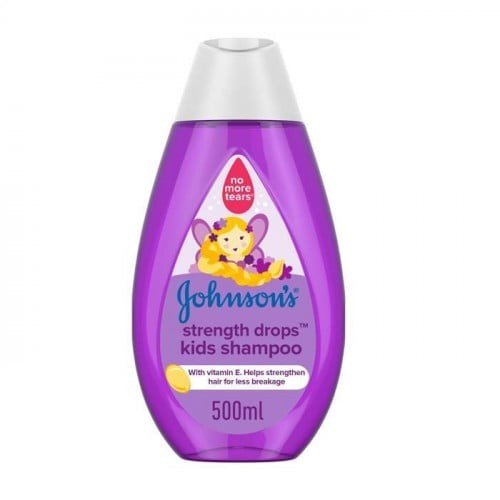 no
more
tears®
Johnson's®
strength drops™
kids shampoo
With vitamin E. Helps strengthen
hair for less breakage
500ml